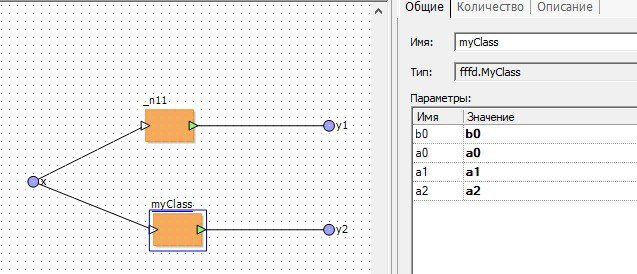 _n11
y1
x
myClass
y2
Общие Количество Описание
Имя: myClass
Тип: fffd.MyClass
Параметры:
Имя Значение
b0 b0
a0 a0
a1 a1
a2 a2